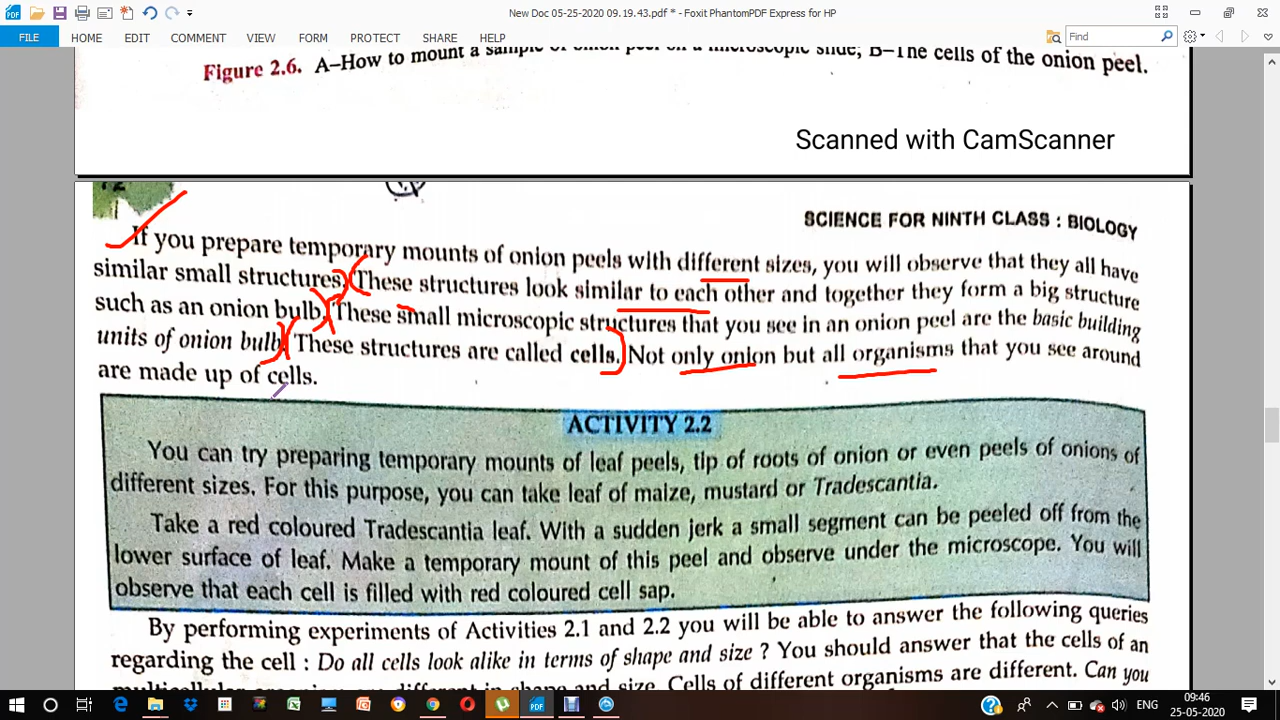 New Doc 05-25-2020 09.19.43.pdf * - Foxit PhantomPDF Express for HP
FILE HOME EDIT COMMENT VIEW FORM PROTECT SHARE HELP Find
Figure 2.6. A–How to mount a sample of onion peel on a microscopic slide; B–The cells of the onion peel.
Scanned with CamScanner
12
SCIENCE FOR NINTH CLASS : BIOLOGY
If you prepare temporary mounts of onion peels with different sizes, you will observe that they all have
similar small structures. These structures look similar to each other and together they form a big structure
such as an onion bulb. These small microscopic structures that you see in an onion peel are the basic building
units of onion bulb. These structures are called cells. Not only onion but all organisms that you see around
are made up of cells.
ACTIVITY 2.2
You can try preparing temporary mounts of leaf peels, tip of roots of onion or even peels of onions of
different sizes. For this purpose, you can take leaf of maize, mustard or Tradescantia.
Take a red coloured Tradescantia leaf. With a sudden jerk a small segment can be peeled off from the
lower surface of leaf. Make a temporary mount of this peel and observe under the microscope. You will
observe that each cell is filled with red coloured cell sap.
By performing experiments of Activities 2.1 and 2.2 you will be able to answer the following queries
regarding the cell : Do all cells look alike in terms of shape and size ? You should answer that the cells of an
different in shape and size. Cells of different organisms are different. Can you
ENG
09:46
25-05-2020